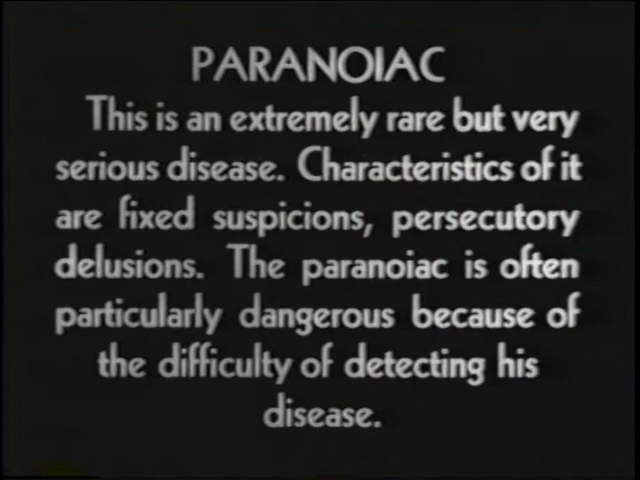 PARANOIAC
This is an extremely rare but very
serious disease. Characteristics of it
are fixed suspicions, persecutory
delusions. The paranoiac is often
particularly dangerous because of
the difficulty of detecting his
disease.